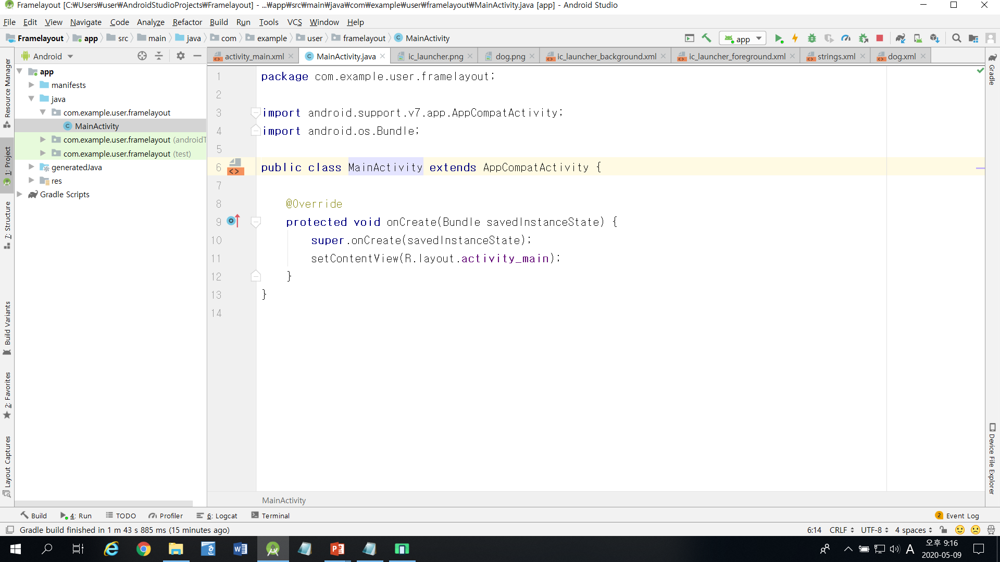 Framelayout [C:₩Users₩user₩AndroidStudioProjects₩Framelayout] - ...₩app₩src₩main₩java₩com₩example₩user₩framelayout₩MainActivity.java [app] - Android Studio
File Edit View Navigate Code Analyze Refactor Build Run Tools VCS Window Help
Framelayout app src main java com example user framelayout MainActivity
app
Android
activity_main.xml MainActivity.java ic_launcher.png dog.png ic_launcher_background.xml ic_launcher_foreground.xml strings.xml dog.xml
Resource Manager
1: Project
7: Structure
Build Variants
2: Favorites
Layout Captures
app
manifests
java
com.example.user.framelayout
MainActivity
com.example.user.framelayout (androidT
com.example.user.framelayout (test)
generatedJava
res
Gradle Scripts
1 package com.example.user.framelayout;
2
3 import android.support.v7.app.AppCompatActivity;
4 import android.os.Bundle;
5
6 public class MainActivity extends AppCompatActivity {
7
8 @Override
9 protected void onCreate(Bundle savedInstanceState) {
10 super.onCreate(savedInstanceState);
11 setContentView(R.layout.activity_main);
12 }
13 }
14
MainActivity
Gradle
Device File Explorer
Build 4: Run TODO Profiler 6: Logcat Terminal 2 Event Log
Gradle build finished in 1 m 43 s 885 ms (15 minutes ago) 6:14 CRLF UTF-8 4 spaces
A 오후 9:16
2020-05-09